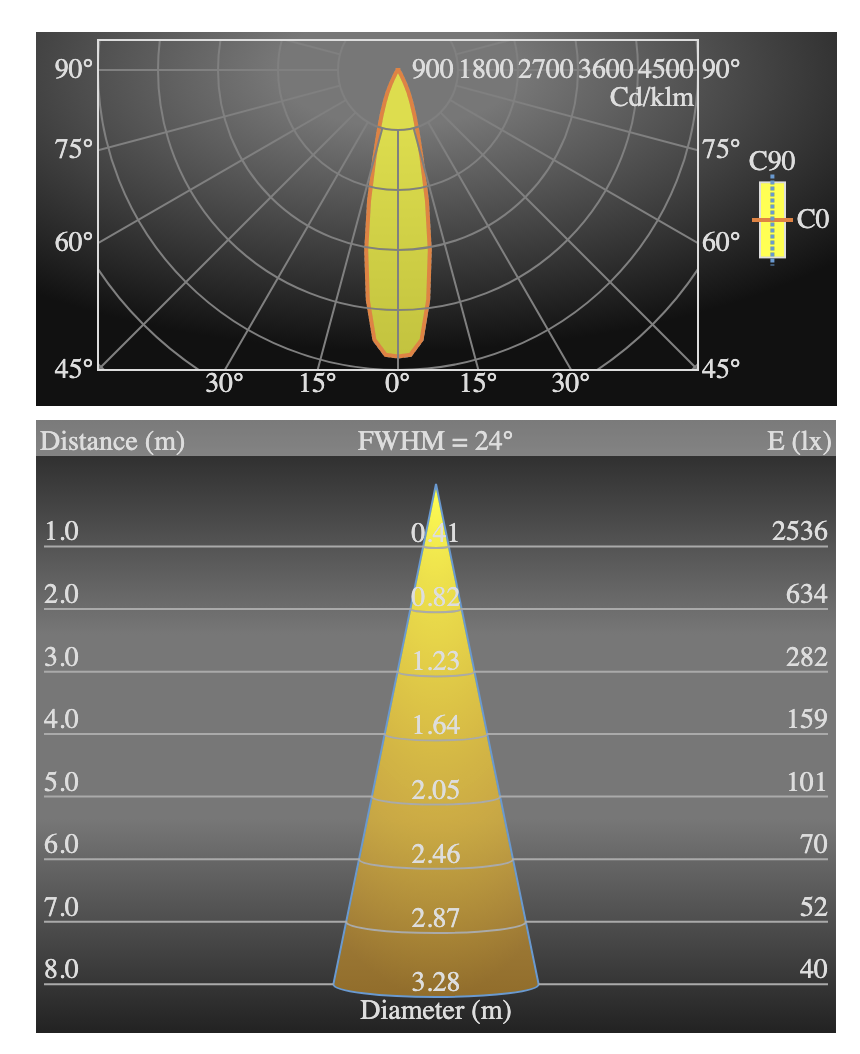 90° 900 1800 2700 3600 4500 90°
Cd/klm
75° 75°
C90
C0
60° 60°
45° 45°
30° 15° 0° 15° 30°
Distance (m) FWHM = 24° E (lx)
1.0 0.41 2536
2.0 0.82 634
3.0 1.23 282
4.0 1.64 159
5.0 2.05 101
6.0 2.46 70
7.0 2.87 52
8.0 3.28 40
Diameter (m)